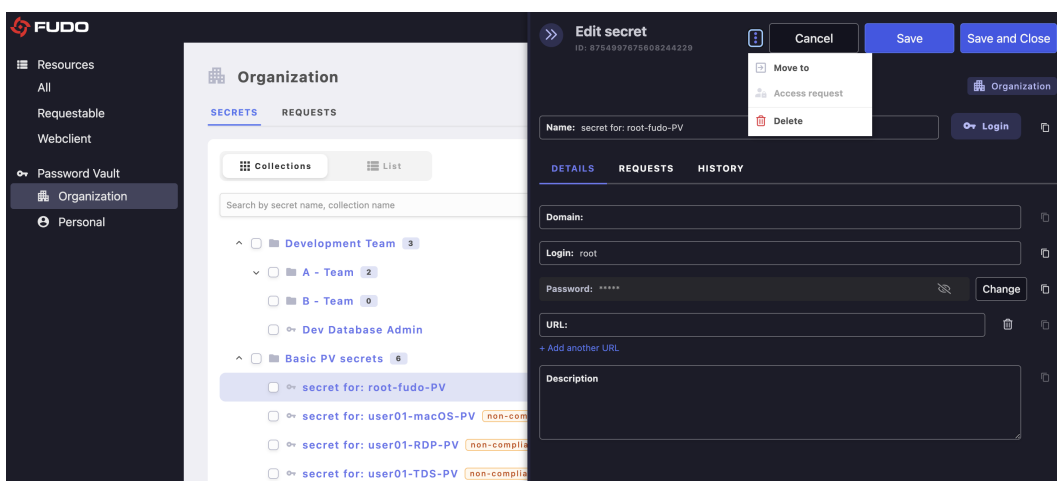 FUDO
Resources
All
Requestable
Webclient
Password Vault
Organization
Personal
Organization
SECRETS REQUESTS
Collections List
Search by secret name, collection name
Development Team 3
A - Team 2
B - Team 0
Dev Database Admin
Basic PV secrets 6
secret for: root-fudo-PV
secret for: user01-macOS-PV non-com
secret for: user01-RDP-PV non-complia
secret for: user01-TDS-PV non-complia
Edit secret
ID: 8754997675608244229
Cancel Save Save and Close
Move to
Access request
Delete
Organization
Name: secret for: root-fudo-PV
Login
DETAILS REQUESTS HISTORY
Domain:
Login: root
Password: *****
Change
URL:
+ Add another URL
Description